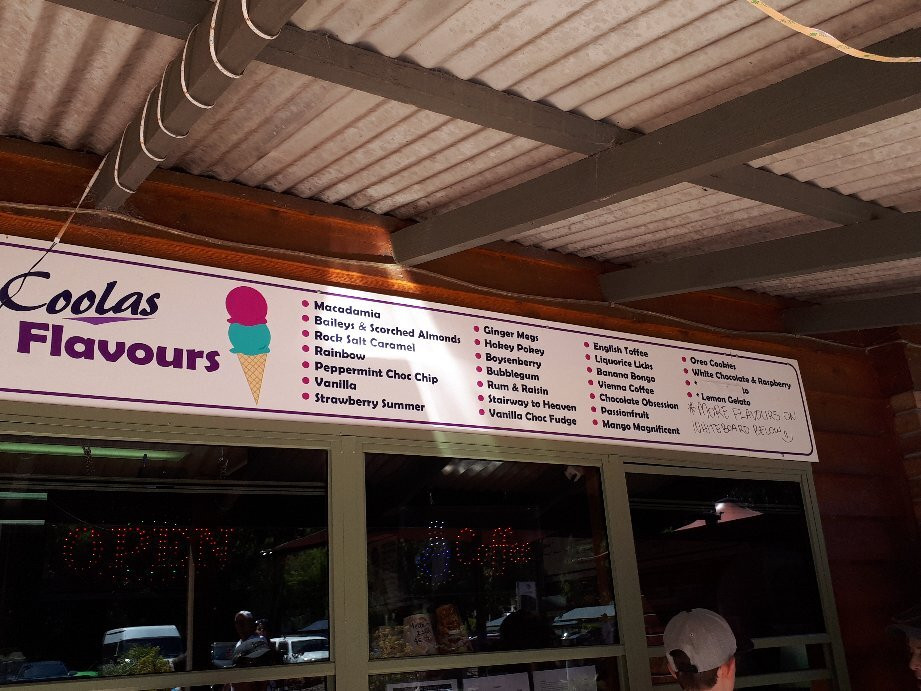 Coolas
Flavours
Macadamia
Baileys & Scorched Almonds
Rock Salt Caramel
Rainbow
Peppermint Choc Chip
Vanilla
Strawberry Summer
Ginger Megs
Hokey Pokey
Boysenberry
Bubblegum
Rum & Raisin
Stairway to Heaven
Vanilla Choc Fudge
English Toffee
Liquorice Licks
Banana Bongo
Vienna Coffee
Chocolate Obsession
Passionfruit
Mango Magnificent
Oreo Cookies
White Chocolate & Raspberry
Lemon Gelato
*MORE FLAVOURS ON
WHITEBOARD BELOW
OPEN